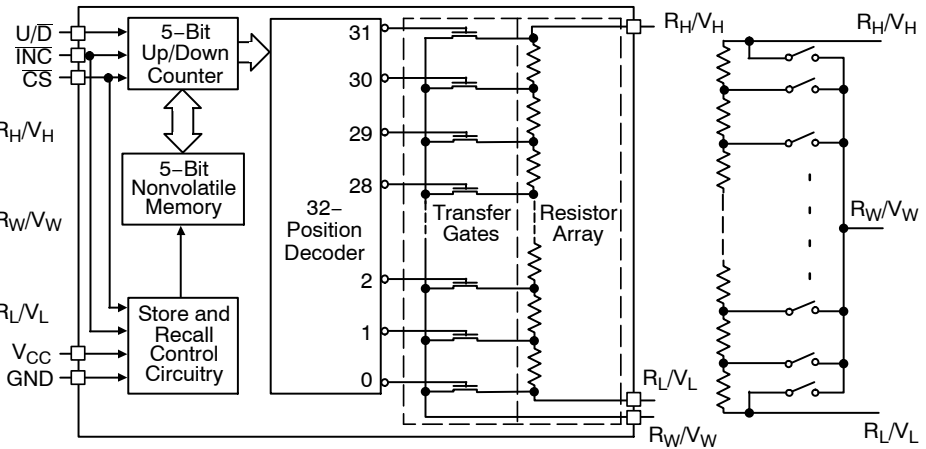 U/D̅
I̅N̅C̅
C̅S̅
RH/VH
RW/VW
RL/VL
VCC
GND
5−Bit
Up/Down
Counter
5−Bit
Nonvolatile
Memory
Store and
Recall
Control
Circuitry
32−
Position
Decoder
31
30
29
28
2
1
0
Transfer
Gates
Resistor
Array
RH/VH
RL/VL
RW/VW
RH/VH
RW/VW
RL/VL